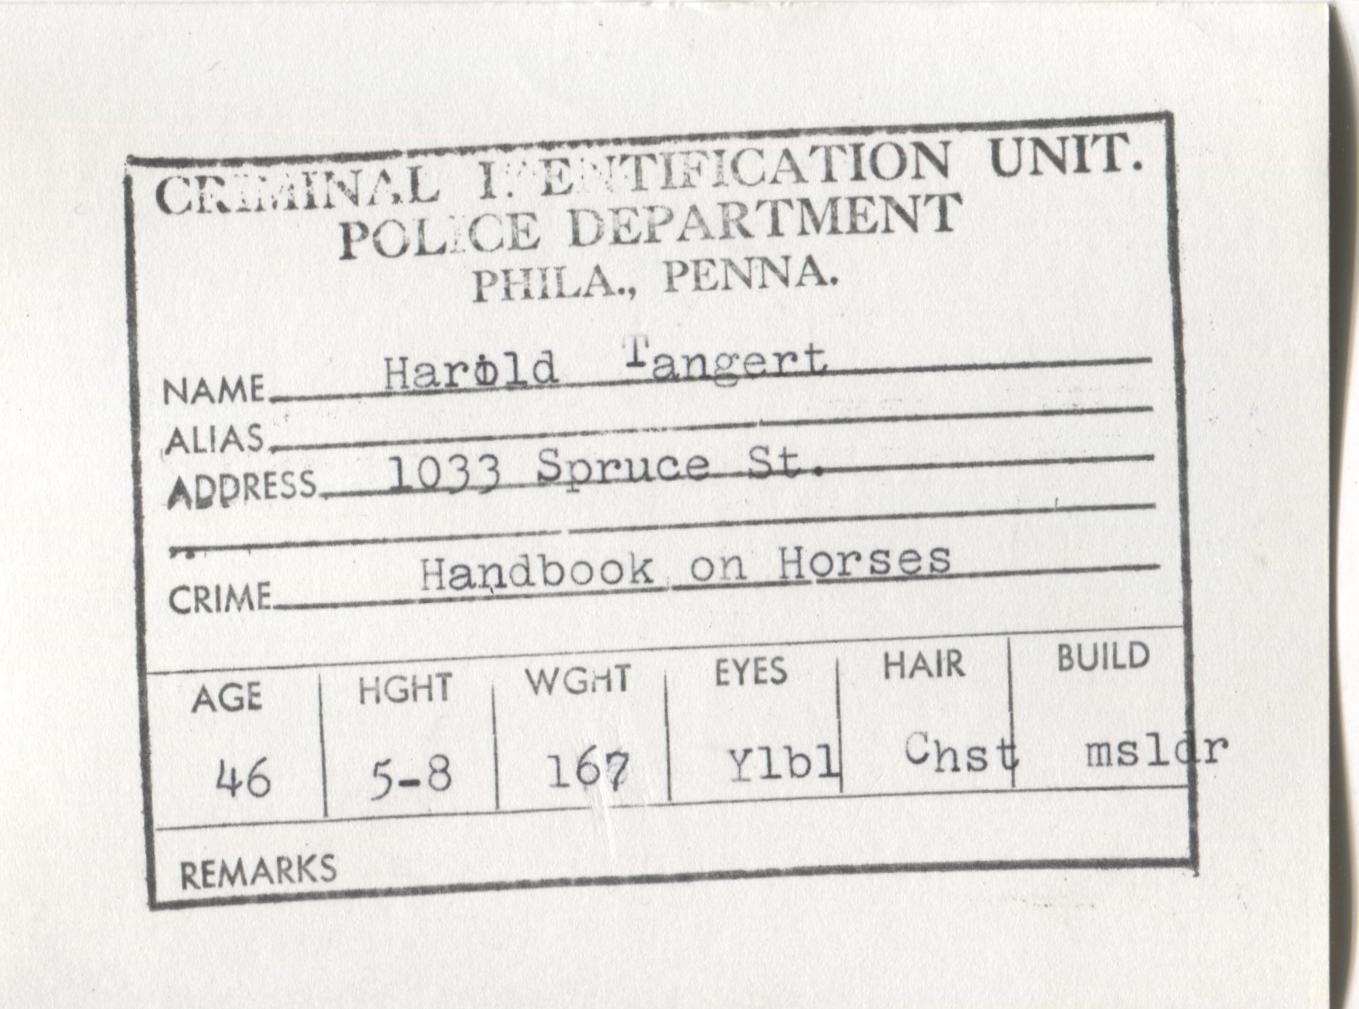 CRIMINAL IDENTIFICATION UNIT.
POLICE DEPARTMENT
PHILA., PENNA.
NAME Harold Tangert
ALIAS
ADDRESS 1033 Spruce St.
CRIME Handbook on Horses
AGE HGHT WGHT EYES HAIR BUILD
46 5-8 167 Ylbl Chst msldr
REMARKS